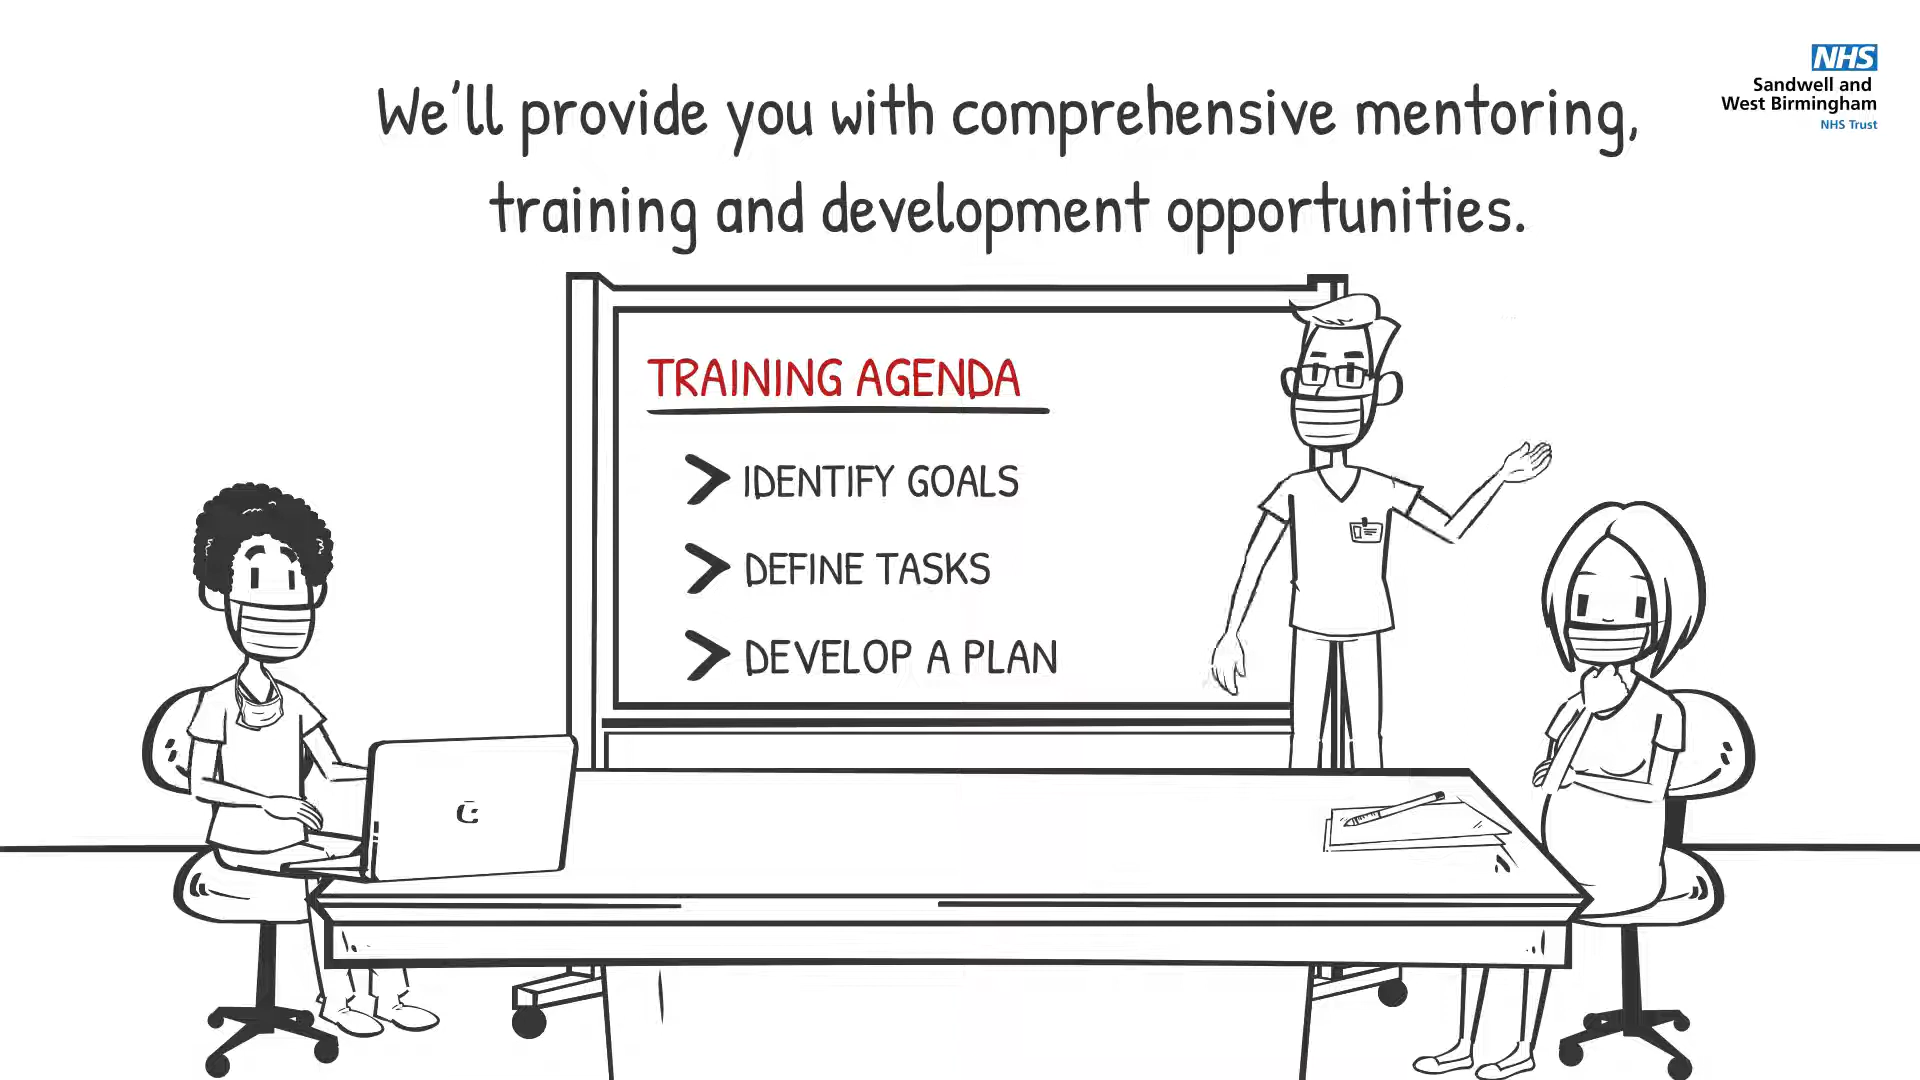 We'll provide you with comprehensive mentoring,
training and development opportunities.
NHS
Sandwell and
West Birmingham
NHS Trust
TRAINING AGENDA
IDENTIFY GOALS
DEFINE TASKS
DEVELOP A PLAN